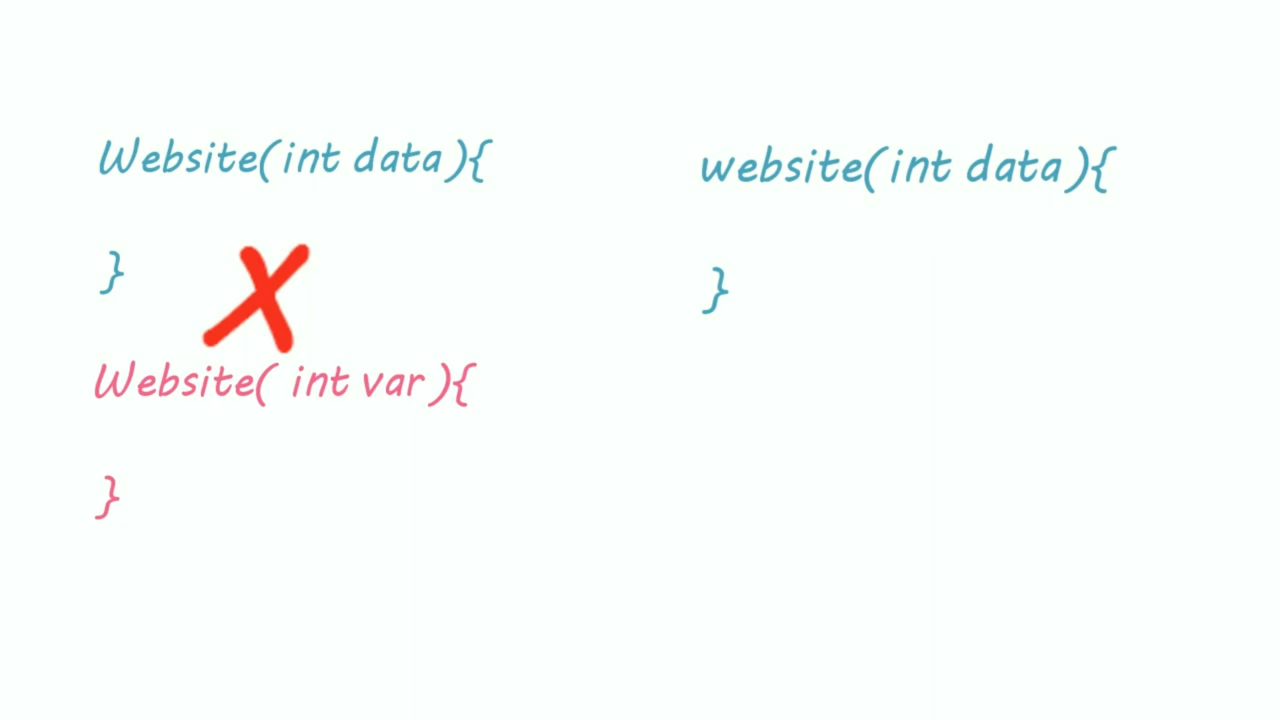 Website(int data){
}
Website( int var ){
}
website(int data){
}